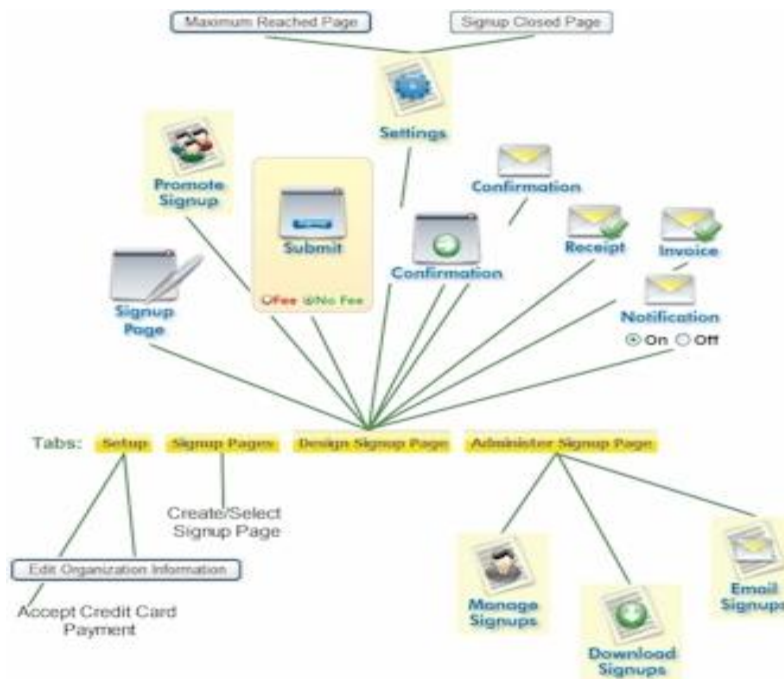 Maximum Reached Page
Signup Closed Page
Settings
Promote
Signup
Confirmation
Submit
Fee No Fee
Confirmation
Receipt
Invoice
Signup
Page
Notification
On Off
Tabs: Setup Signup Pages Design Signup Page Administer Signup Page
Create/Select
Signup Page
Edit Organization Information
Accept Credit Card
Payment
Manage
Signups
Download
Signups
Email
Signups